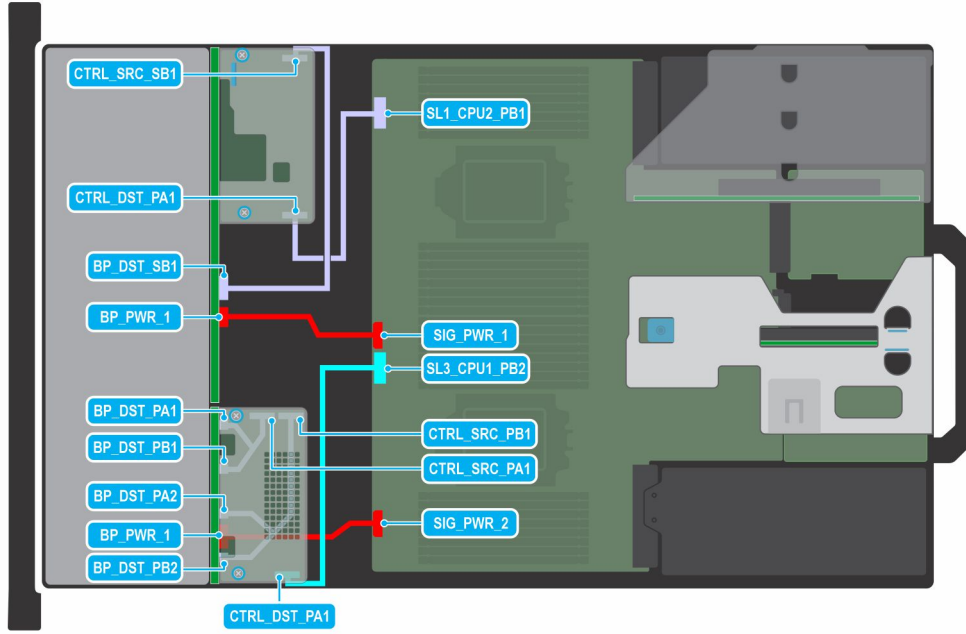 CTRL_SRC_SB1
SL1_CPU2_PB1
CTRL_DST_PA1
BP_DST_SB1
BP_PWR_1
SIG_PWR_1
SL3_CPU1_PB2
BP_DST_PA1
CTRL_SRC_PB1
BP_DST_PB1
CTRL_SRC_PA1
BP_DST_PA2
SIG_PWR_2
BP_PWR_1
BP_DST_PB2
CTRL_DST_PA1